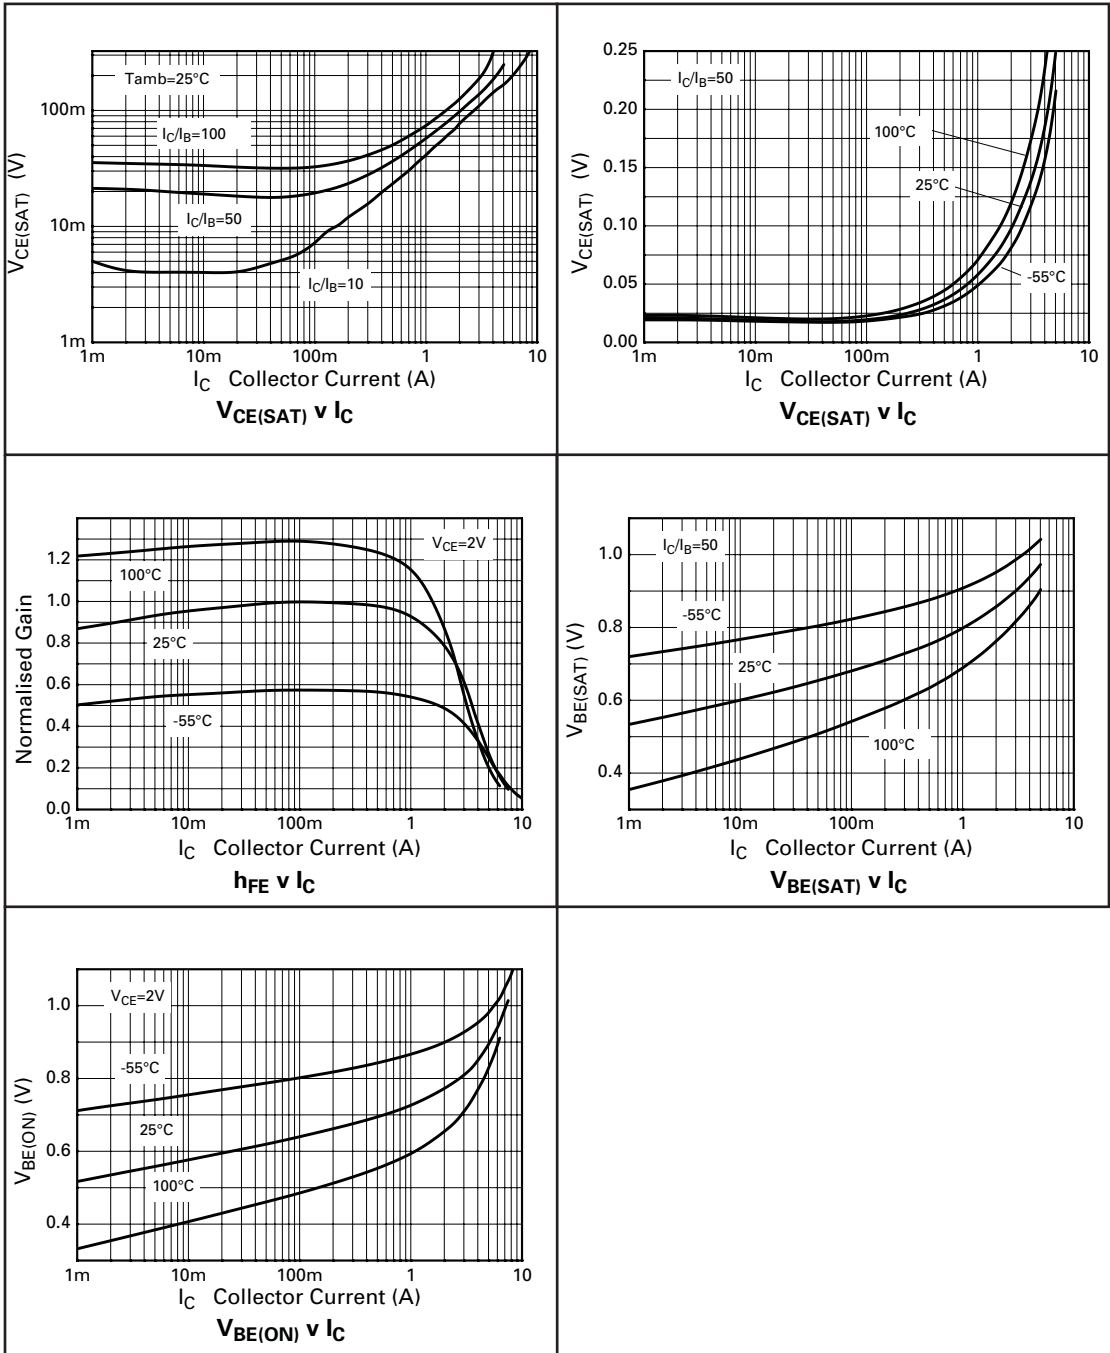 Tamb=25°C
I_C/I_B=100
I_C/I_B=50
I_C/I_B=10
100m
10m
1m
V_CE(SAT) (V)
1m 10m 100m 1 10
I_C Collector Current (A)
V_CE(SAT) v I_C
I_C/I_B=50
100°C
25°C
-55°C
0.25
0.20
0.15
0.10
0.05
0.00
V_CE(SAT) (V)
1m 10m 100m 1 10
I_C Collector Current (A)
V_CE(SAT) v I_C
V_CE=2V
100°C
25°C
-55°C
1.2
1.0
0.8
0.6
0.4
0.2
0.0
Normalised Gain
1m 10m 100m 1 10
I_C Collector Current (A)
h_FE v I_C
I_C/I_B=50
-55°C
25°C
100°C
1.0
0.8
0.6
0.4
V_BE(SAT) (V)
1m 10m 100m 1 10
I_C Collector Current (A)
V_BE(SAT) v I_C
V_CE=2V
-55°C
25°C
100°C
1.0
0.8
0.6
0.4
V_BE(ON) (V)
1m 10m 100m 1 10
I_C Collector Current (A)
V_BE(ON) v I_C